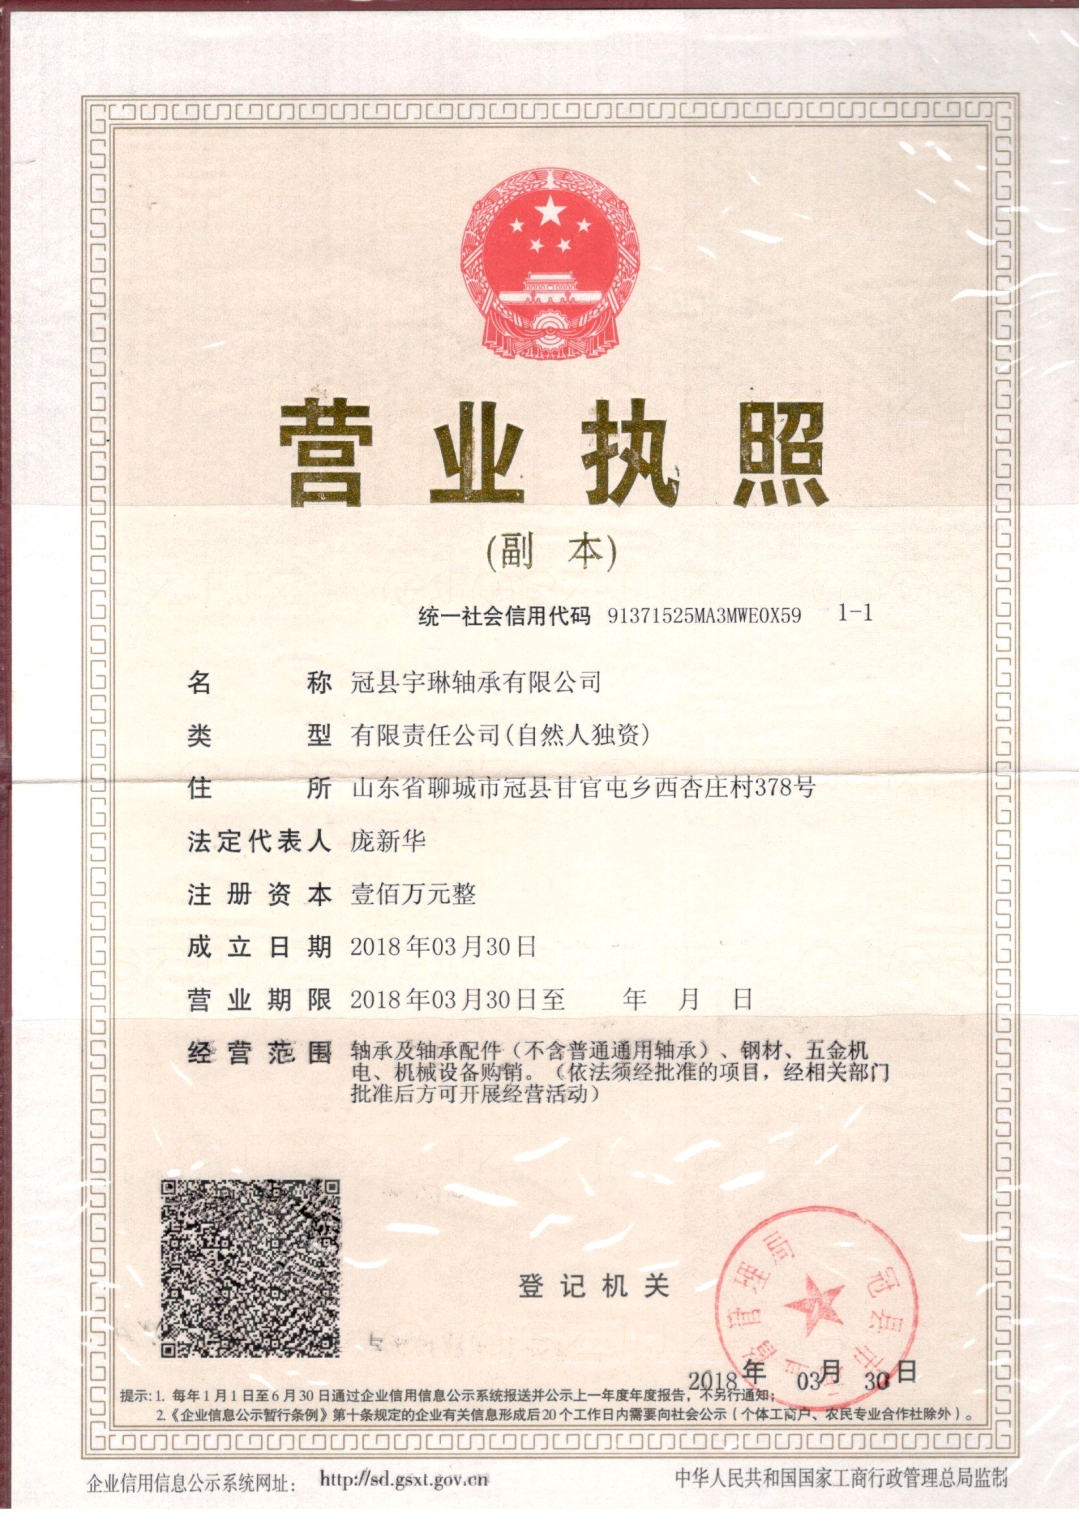 营业执照
(副 本)
统一社会信用代码 91371525MA3MWE0X59 1-1
名 称 冠县宇琳轴承有限公司
类 型 有限责任公司(自然人独资)
住 所 山东省聊城市冠县甘官屯乡西杏庄村378号
法定代表人 庞新华
注册资本 壹佰万元整
成立日期 2018年03月30日
营业期限 2018年03月30日至 年 月 日
经营范围 轴承及轴承配件（不含普通通用轴承）、钢材、五金机
电、机械设备购销。（依法须经批准的项目，经相关部门
批准后方可开展经营活动）
登记机关
冠县市 管理局
2018年 03月 30日
提示：1. 每年1月1日至6月30日通过企业信用信息公示系统报送并公示上一年度年度报告，不另行通知；
2.《企业信息公示暂行条例》第十条规定的企业有关信息形成后20个工作日内需要向社会公示（个体工商户、农民专业合作社除外）。
企业信用信息公示系统网址： http://sd.gsxt.gov.cn
中华人民共和国国家工商行政管理总局监制